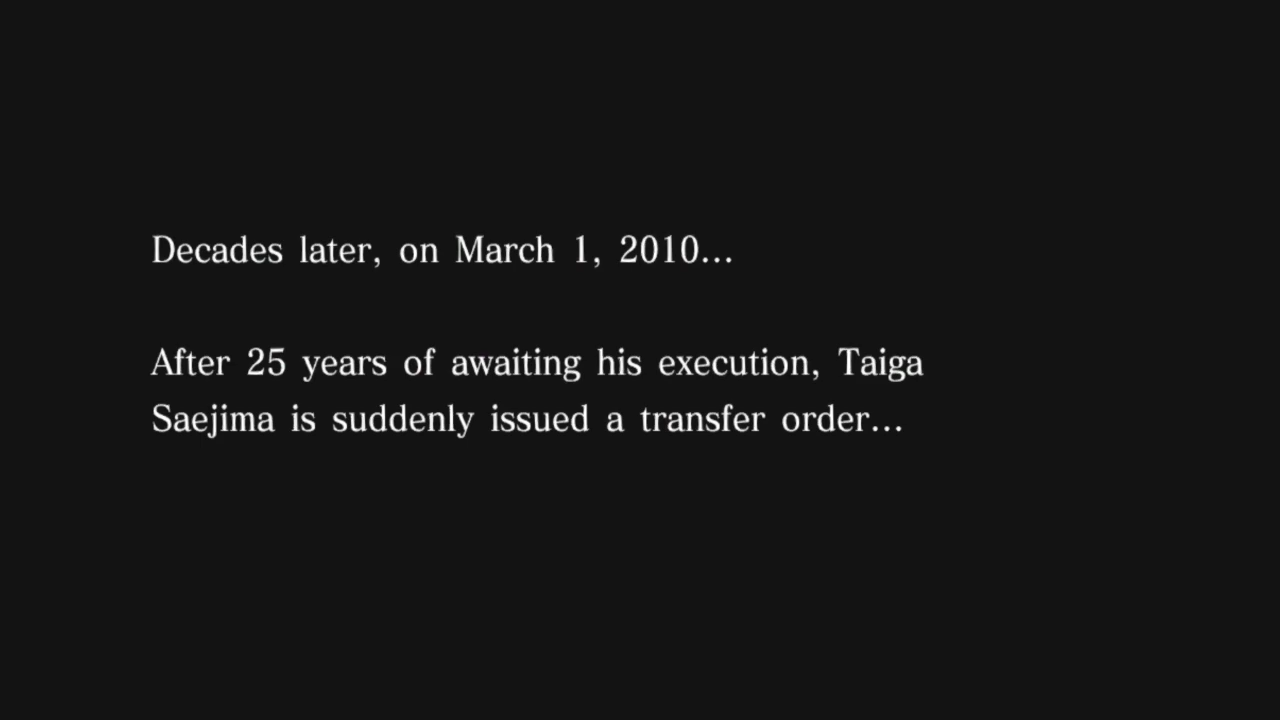 Decades later, on March 1, 2010...
After 25 years of awaiting his execution, Taiga
Saejima is suddenly issued a transfer order...